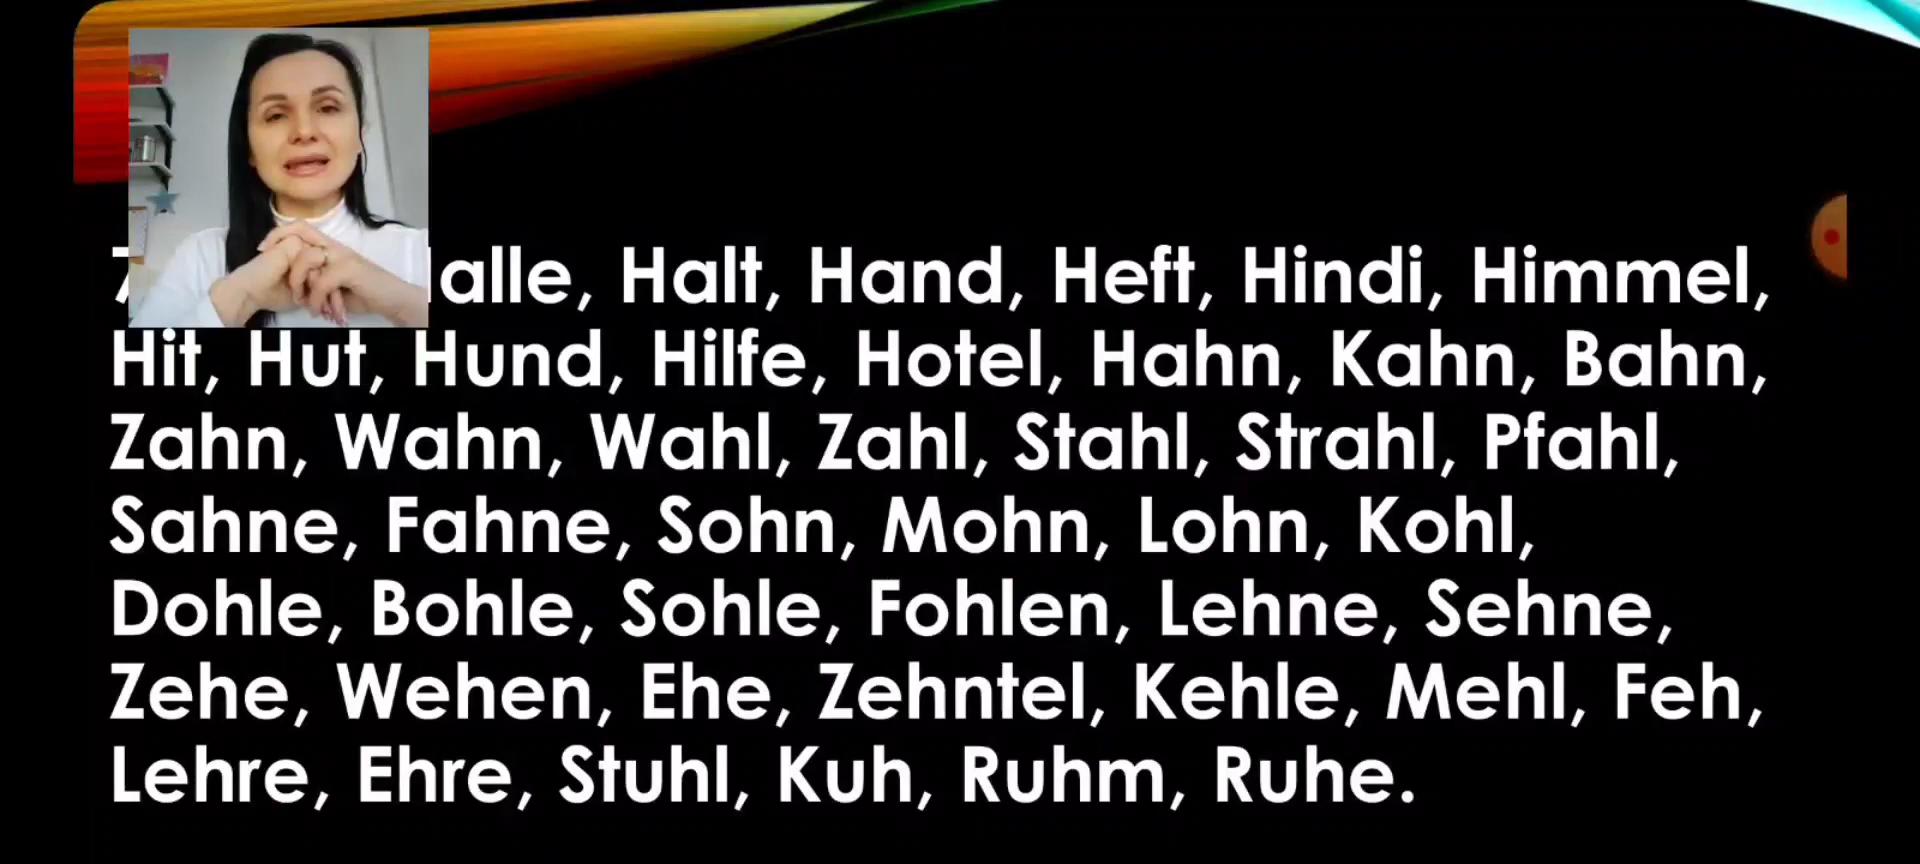 Halt, Hand, Heft, Hindi, Himmel,
Hit, Hut, Hund, Hilfe, Hotel, Hahn, Kahn, Bahn,
Zahn, Wahn, Wahl, Zahl, Stahl, Strahl, Pfahl,
Sahne, Fahne, Sohn, Mohn, Lohn, Kohl,
Dohle, Bohle, Sohle, Fohlen, Lehne, Sehne,
Zehe, Wehen, Ehe, Zehntel, Kehle, Mehl, Feh,
Lehre, Ehre, Stuhl, Kuh, Ruhm, Ruhe.